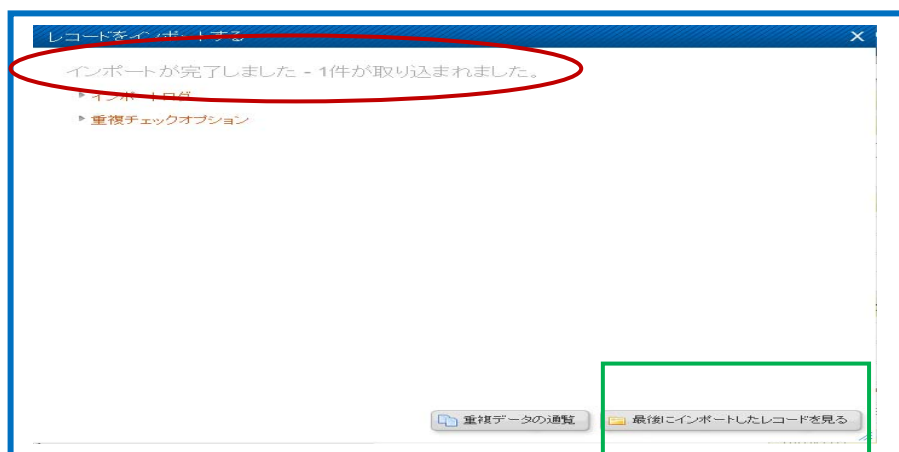 レコードをインポートする
インポートが完了しました - 1件が取り込まれました。
インポートログ
重複チェックオプション
重複データの通覧
最後にインポートしたレコードを見る